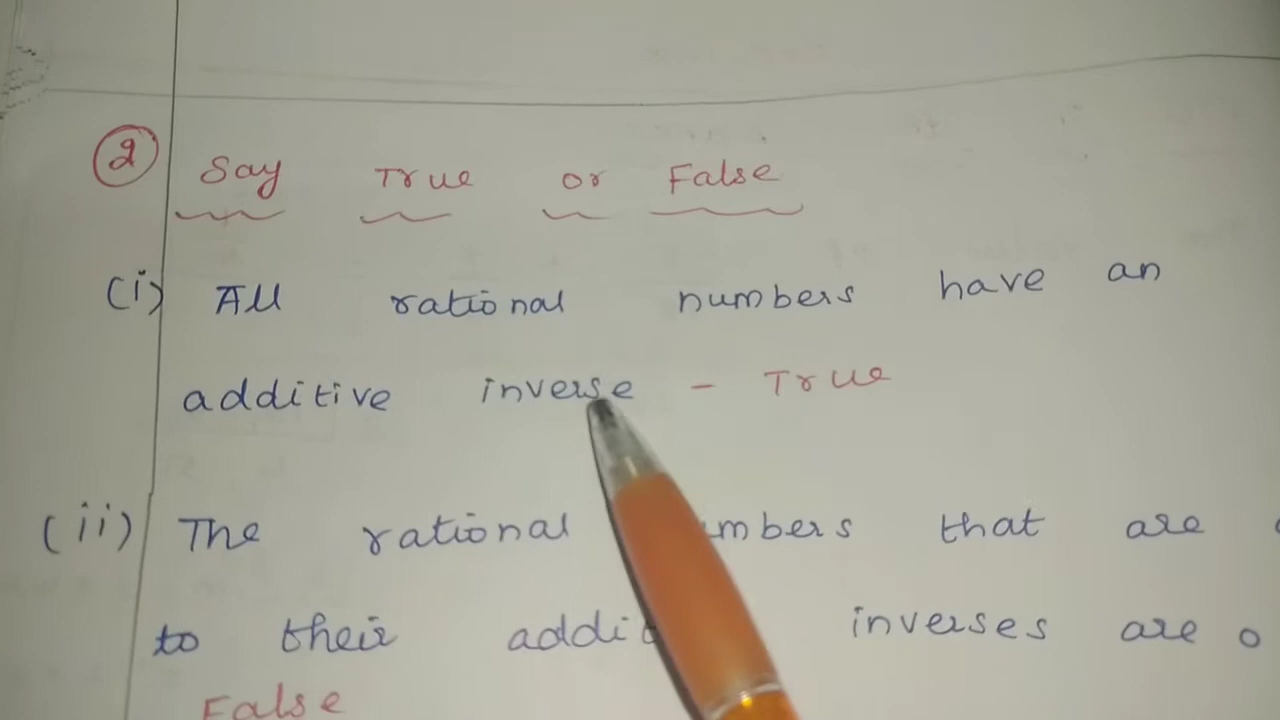 2 Say True or False
(i) All rational numbers have an
additive inverse - True
(ii) The rational that are
to their inverses are
False